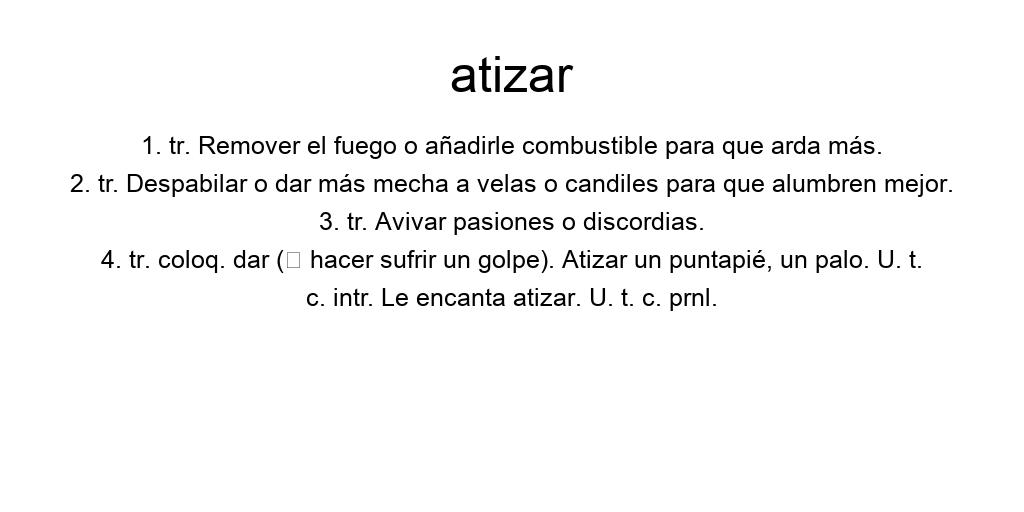 atizar
1. tr. Remover el fuego o añadirle combustible para que arda más.
2. tr. Despabilar o dar más mecha a velas o candiles para que alumbren mejor.
3. tr. Avivar pasiones o discordias.
4. tr. coloq. dar (▯ hacer sufrir un golpe). Atizar un puntapié, un palo. U. t.
c. intr. Le encanta atizar. U. t. c. prnl.